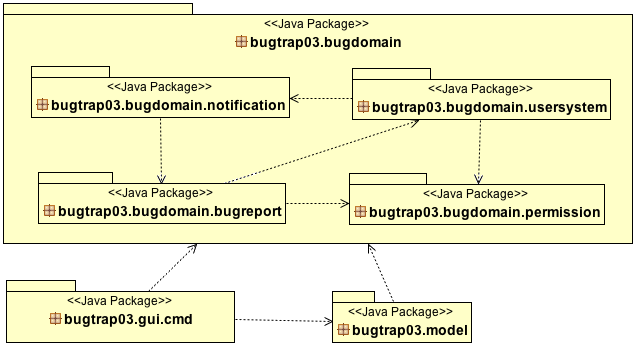 <<Java Package>>
bugtrap03.bugdomain
<<Java Package>>
bugtrap03.bugdomain.notification
<<Java Package>>
bugtrap03.bugdomain.usersystem
<<Java Package>>
bugtrap03.bugdomain.bugreport
<<Java Package>>
bugtrap03.bugdomain.permission
<<Java Package>>
bugtrap03.gui.cmd
<<Java Package>>
bugtrap03.model